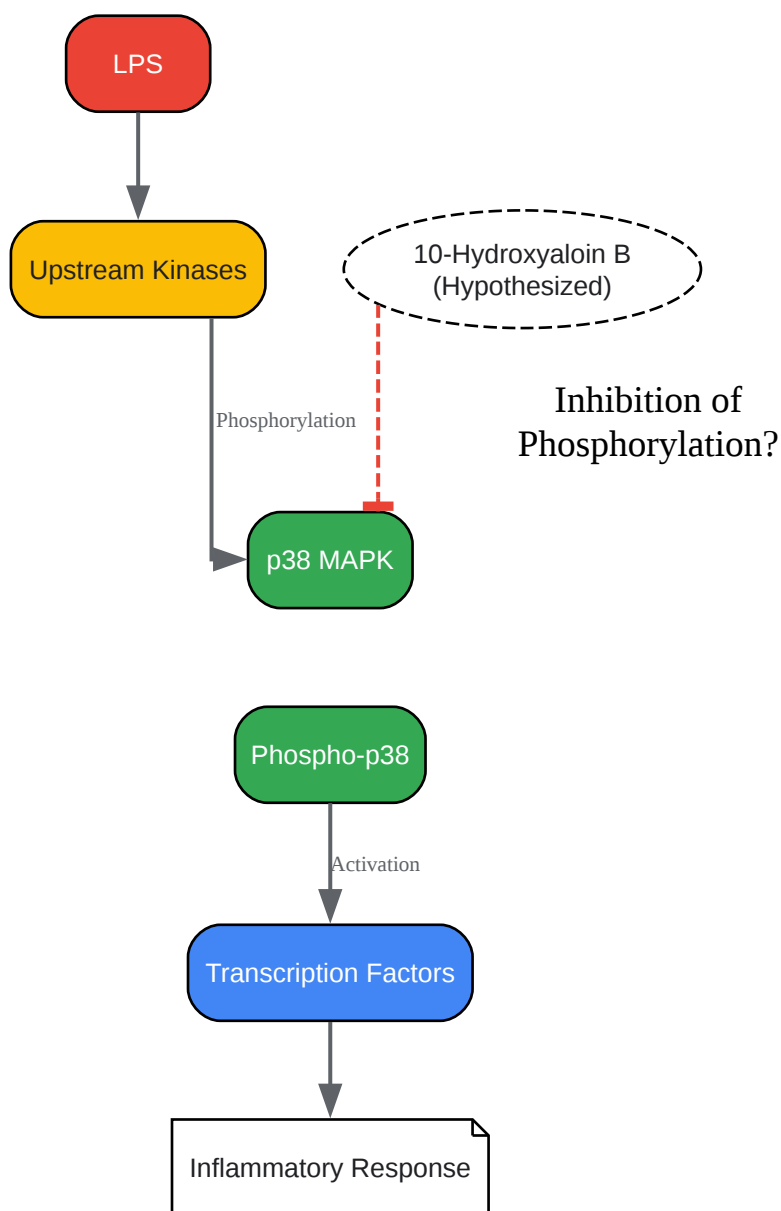 LPS
Upstream Kinases
10-Hydroxyaloin B
(Hypothesized)
Inhibition of
Phosphorylation?
Phosphorylation
p38 MAPK
Phospho-p38
Activation
Transcription Factors
Inflammatory Response